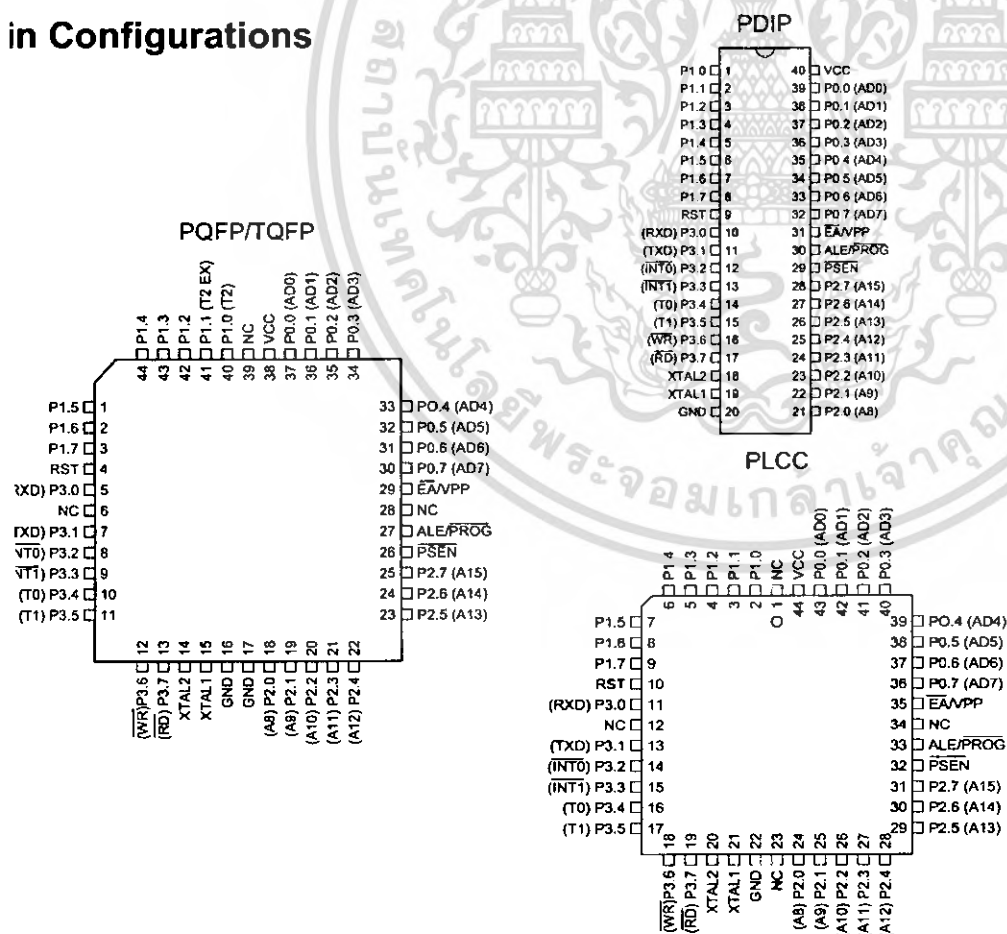 in Configurations
PDIP
P1.0 1 40 VCC
P1.1 2 39 P0.0 (AD0)
P1.2 3 38 P0.1 (AD1)
P1.3 4 37 P0.2 (AD2)
P1.4 5 36 P0.3 (AD3)
P1.5 6 35 P0.4 (AD4)
P1.6 7 34 P0.5 (AD5)
P1.7 8 33 P0.6 (AD6)
RST 9 32 P0.7 (AD7)
(RXD) P3.0 10 31 EA/VPP
(TXD) P3.1 11 30 ALE/PROG
(INT0) P3.2 12 29 PSEN
(INT1) P3.3 13 28 P2.7 (A15)
(T0) P3.4 14 27 P2.6 (A14)
(T1) P3.5 15 26 P2.5 (A13)
(WR) P3.6 16 25 P2.4 (A12)
(RD) P3.7 17 24 P2.3 (A11)
XTAL2 18 23 P2.2 (A10)
XTAL1 19 22 P2.1 (A9)
GND 20 21 P2.0 (A8)
PQFP/TQFP
P1.4 P1.3 P1.2 P1.1 (T2 EX) P1.0 (T2) NC VCC P0.0 (AD0) P0.1 (AD1) P0.2 (AD2) P0.3 (AD3)
44 43 42 41 40 39 38 37 36 35 34
P1.5 1 33 PO.4 (AD4)
P1.6 2 32 P0.5 (AD5)
P1.7 3 31 P0.6 (AD6)
RST 4 30 P0.7 (AD7)
RXD) P3.0 5 29 EA/VPP
NC 6 28 NC
TXD) P3.1 7 27 ALE/PROG
NT0) P3.2 8 26 PSEN
NT1) P3.3 9 25 P2.7 (A15)
(T0) P3.4 10 24 P2.6 (A14)
(T1) P3.5 11 23 P2.5 (A13)
12 13 14 15 16 17 18 19 20 21 22
(WR)P3.6 (RD) P3.7 XTAL2 XTAL1 GND GND (A8) P2.0 (A9) P2.1 (A10) P2.2 (A11) P2.3 (A12) P2.4
PLCC
P1.4 P1.3 P1.2 P1.1 P1.0 NC VCC P0.0 (AD0) P0.1 (AD1) P0.2 (AD2) P0.3 (AD3)
6 5 4 3 2 1 44 43 42 41 40
P1.5 7 39 PO.4 (AD4)
P1.6 8 38 P0.5 (AD5)
P1.7 9 37 P0.6 (AD6)
RST 10 36 P0.7 (AD7)
(RXD) P3.0 11 35 EA/VPP
NC 12 34 NC
(TXD) P3.1 13 33 ALE/PROG
(INT0) P3.2 14 32 PSEN
(INT1) P3.3 15 31 P2.7 (A15)
(T0) P3.4 16 30 P2.6 (A14)
(T1) P3.5 17 29 P2.5 (A13)
18 19 20 21 22 23 24 25 26 27 28
(WR)P3.6 (RD) P3.7 XTAL2 XTAL1 GND NC (A8) P2.0 (A9) P2.1 A10) P2.2 A11) P2.3 A12) P2.4
พระจอมเกล้าเจ้าคุณ